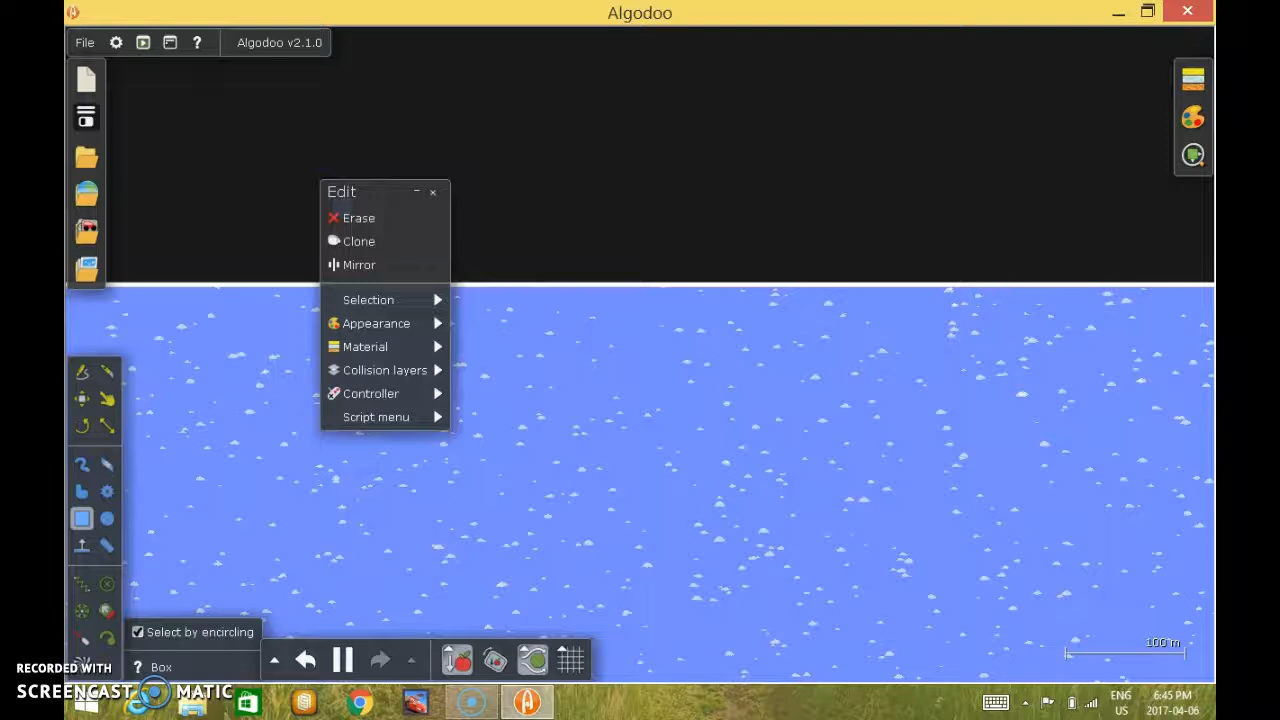 Algodoo
File
?
Algodoo v2.1.0
Edit
Erase
Clone
Mirror
Selection
Appearance
Material
Collision layers
Controller
Script menu
Select by encircling
? Box
100 m
RECORDED WITH
SCREENCAST MATIC
ENG
US
6:45 PM
2017-04-06